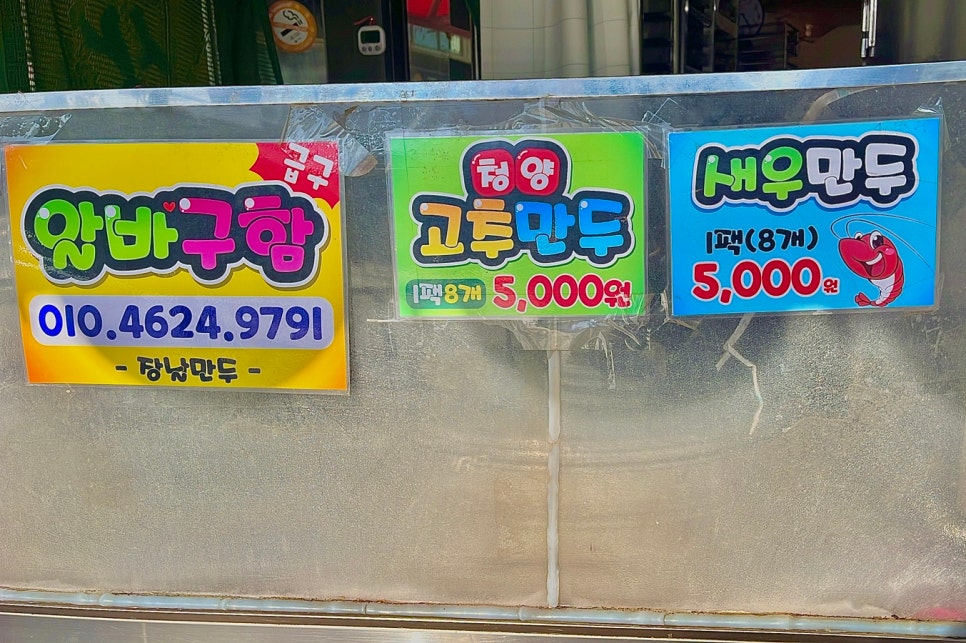 급구
알바구함
010.4624.9791
- 장날만두 -
청양
고추만두
1팩8개 5,000원
새우만두
1팩(8개)
5,000원